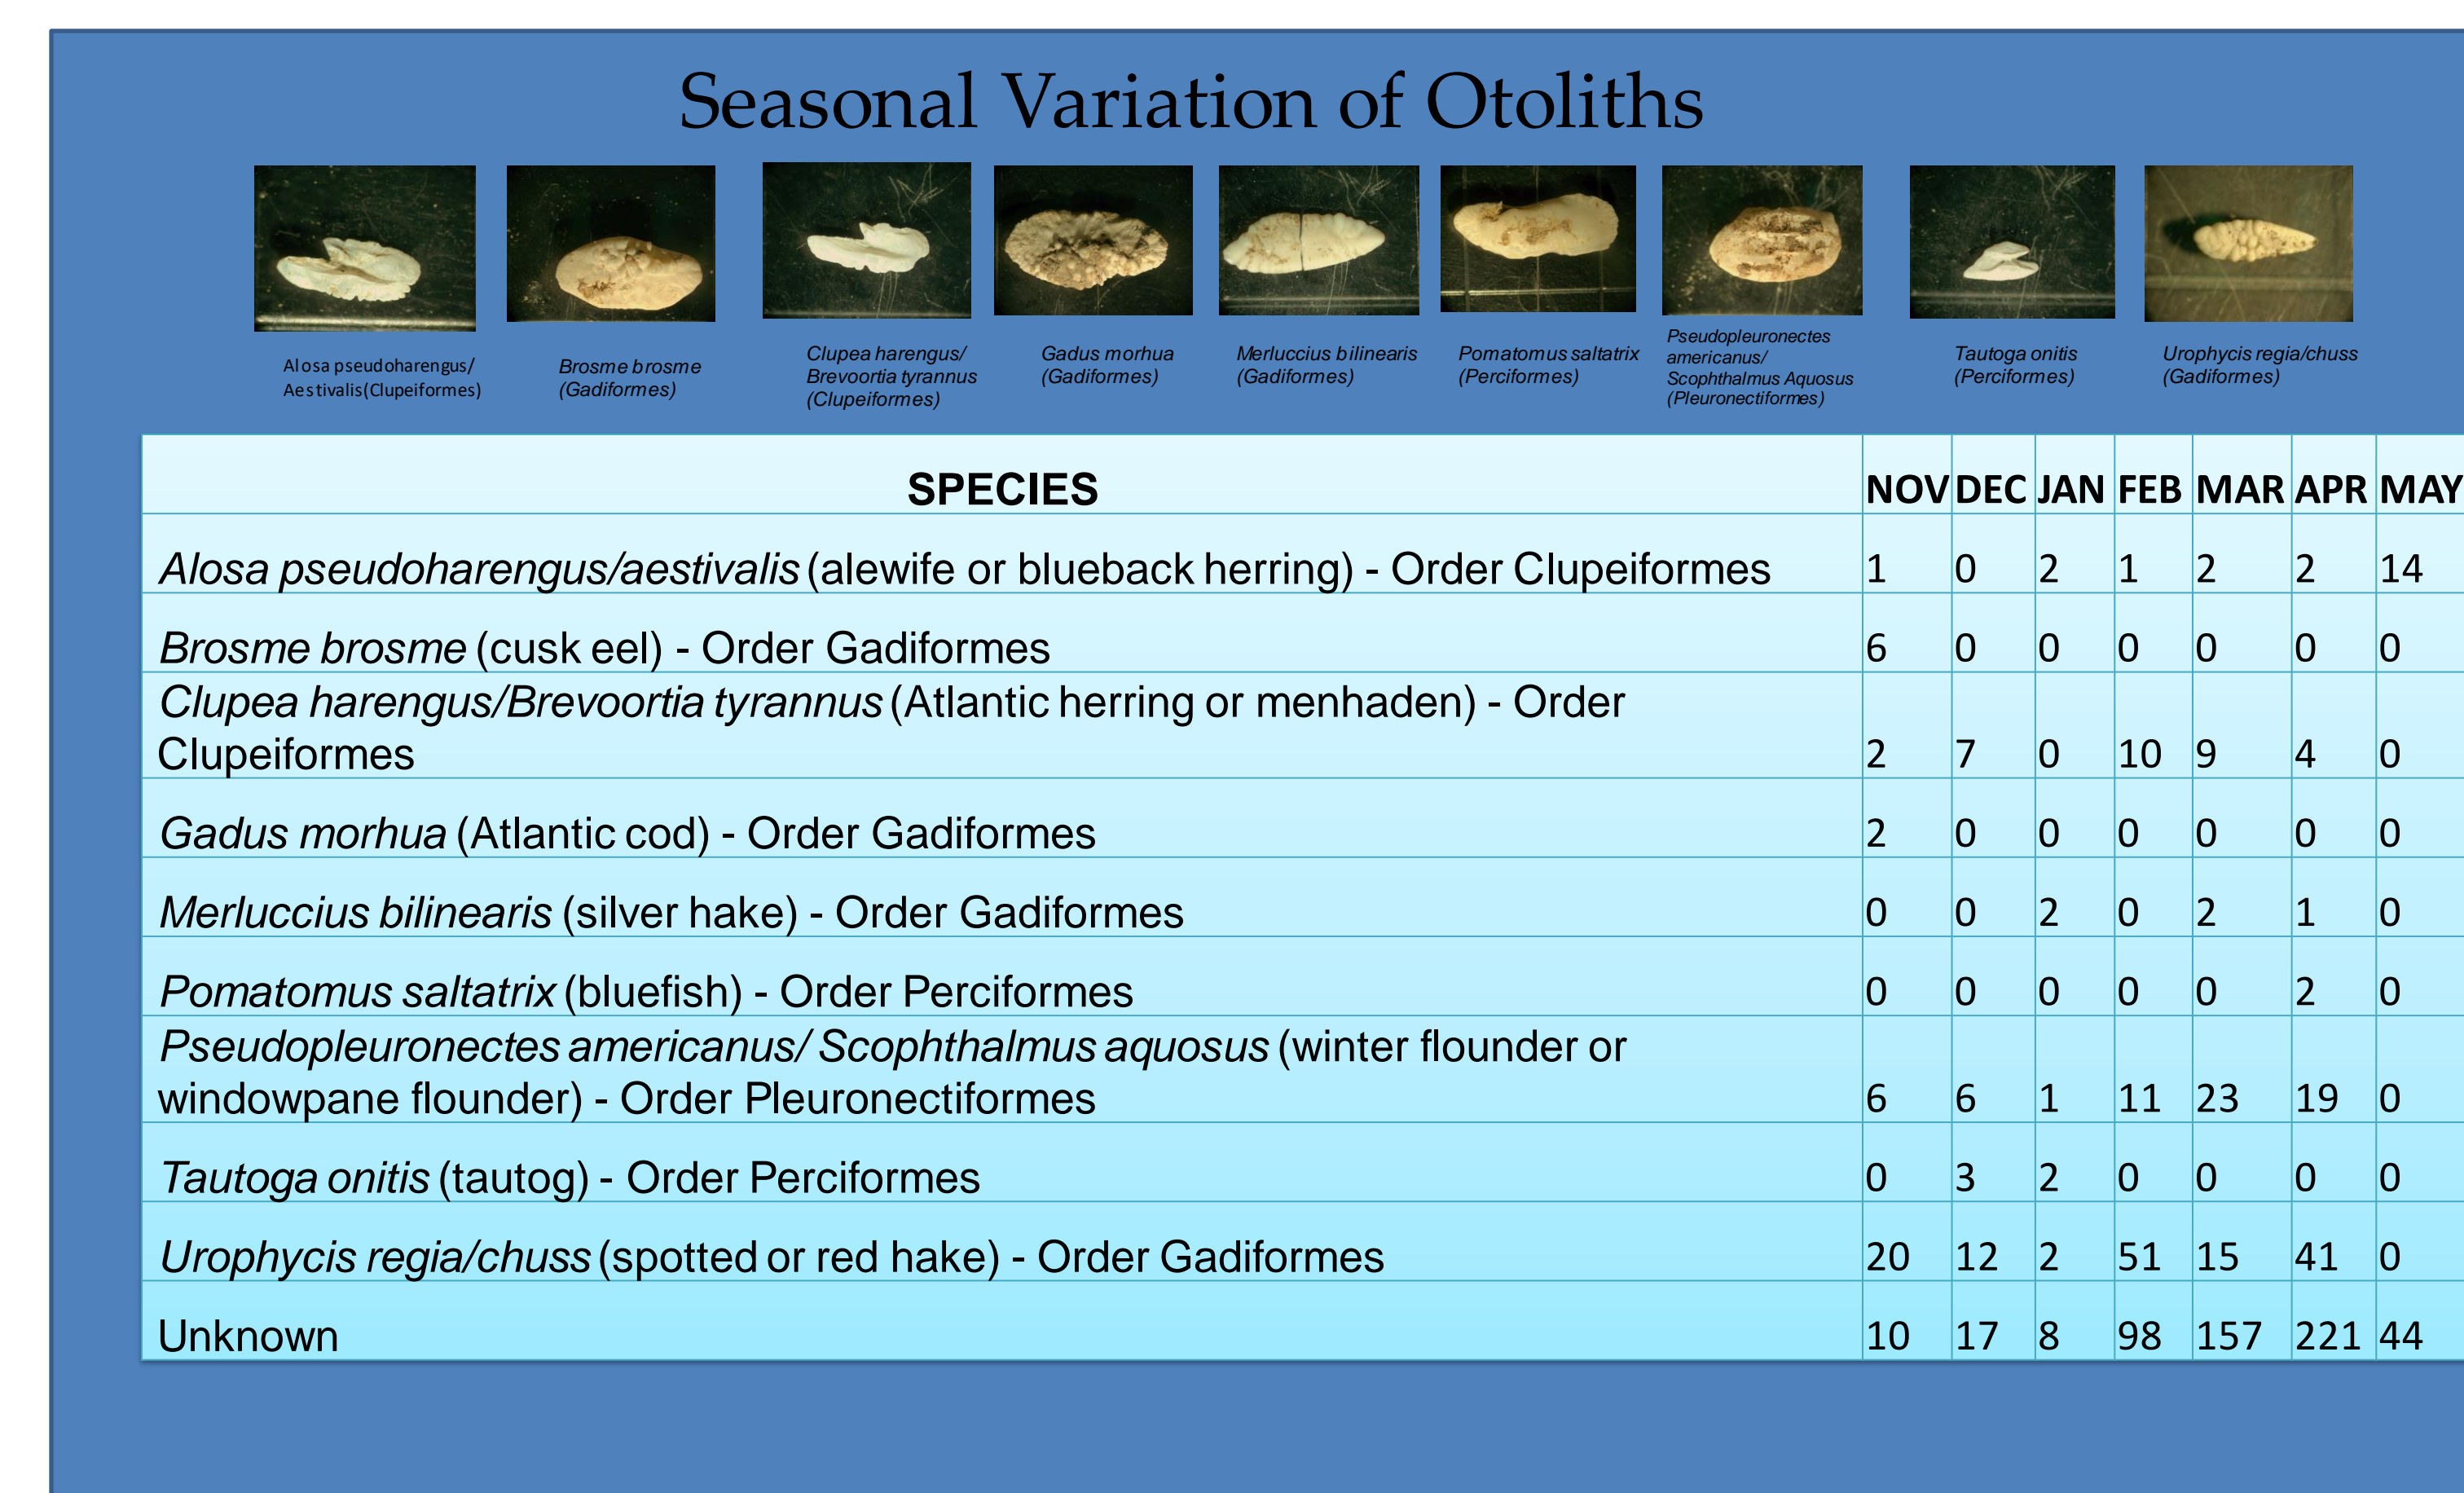 Seasonal Variation of Otoliths
Alosa pseudoharengus/
Aestivalis(Clupeiformes)
Brosme brosme
(Gadiformes)
Clupea harengus/
Brevoortia tyrannus
(Clupeiformes)
Gadus morhua
(Gadiformes)
Merluccius bilinearis
(Gadiformes)
Pomatomus saltatrix
(Perciformes)
Pseudopleuronectes
americanus/
Scophthalmus Aquosus
(Pleuronectiformes)
Tautoga onitis
(Perciformes)
Urophycis regia/chuss
(Gadiformes)
SPECIES NOV DEC JAN FEB MAR APR MAY
Alosa pseudoharengus/aestivalis (alewife or blueback herring) - Order Clupeiformes 1 0 2 1 2 2 14
Brosme brosme (cusk eel) - Order Gadiformes 6 0 0 0 0 0 0
Clupea harengus/Brevoortia tyrannus (Atlantic herring or menhaden) - Order
Clupeiformes 2 7 0 10 9 4 0
Gadus morhua (Atlantic cod) - Order Gadiformes 2 0 0 0 0 0 0
Merluccius bilinearis (silver hake) - Order Gadiformes 0 0 2 0 2 1 0
Pomatomus saltatrix (bluefish) - Order Perciformes 0 0 0 0 0 2 0
Pseudopleuronectes americanus/ Scophthalmus aquosus (winter flounder or
windowpane flounder) - Order Pleuronectiformes 6 6 1 11 23 19 0
Tautoga onitis (tautog) - Order Perciformes 0 3 2 0 0 0 0
Urophycis regia/chuss (spotted or red hake) - Order Gadiformes 20 12 2 51 15 41 0
Unknown 10 17 8 98 157 221 44